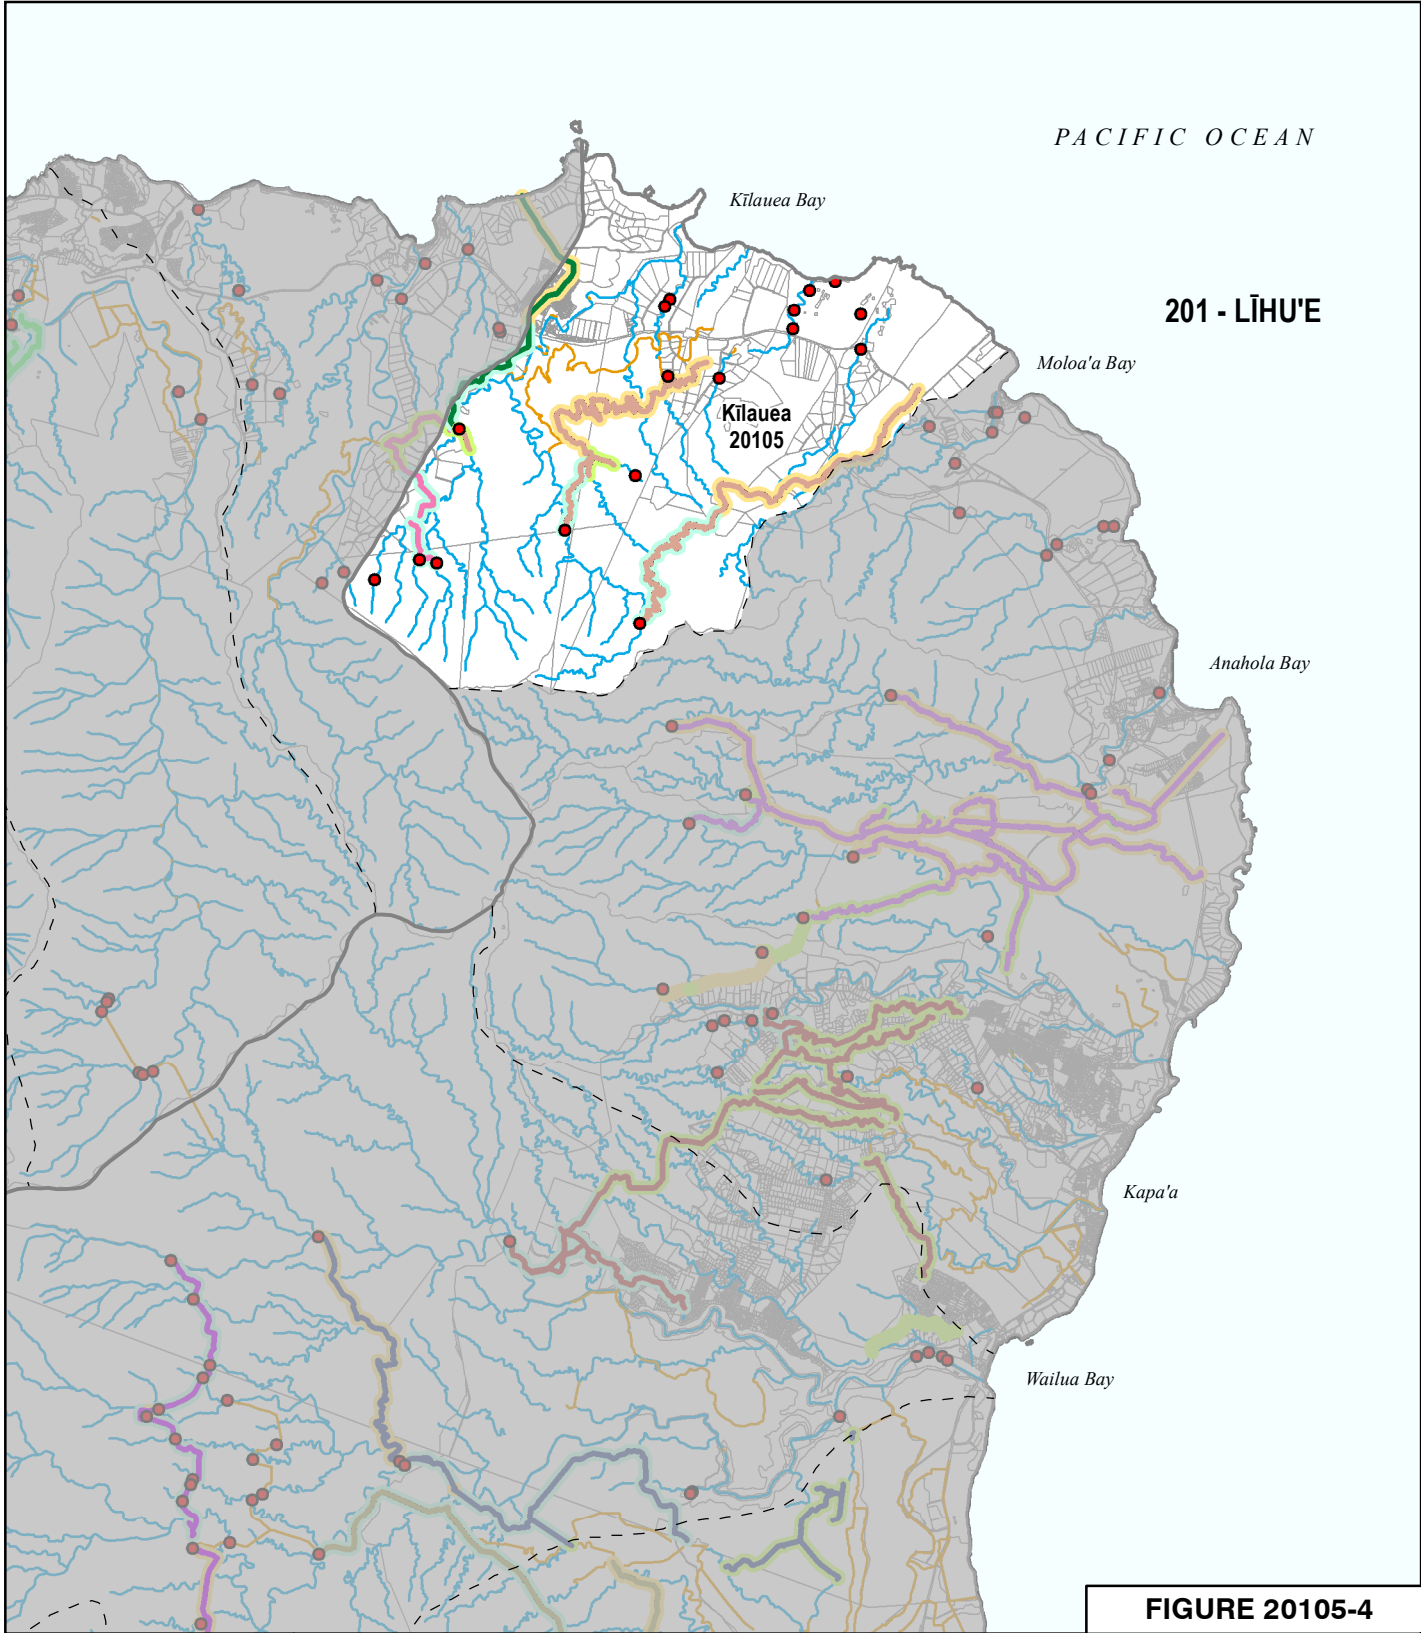 PACIFIC OCEAN
Kīlauea Bay
201 - LĪHU'E
Moloa'a Bay
Kīlauea
20105
Anahola Bay
Kapa'a
Wailua Bay
FIGURE 20105-4